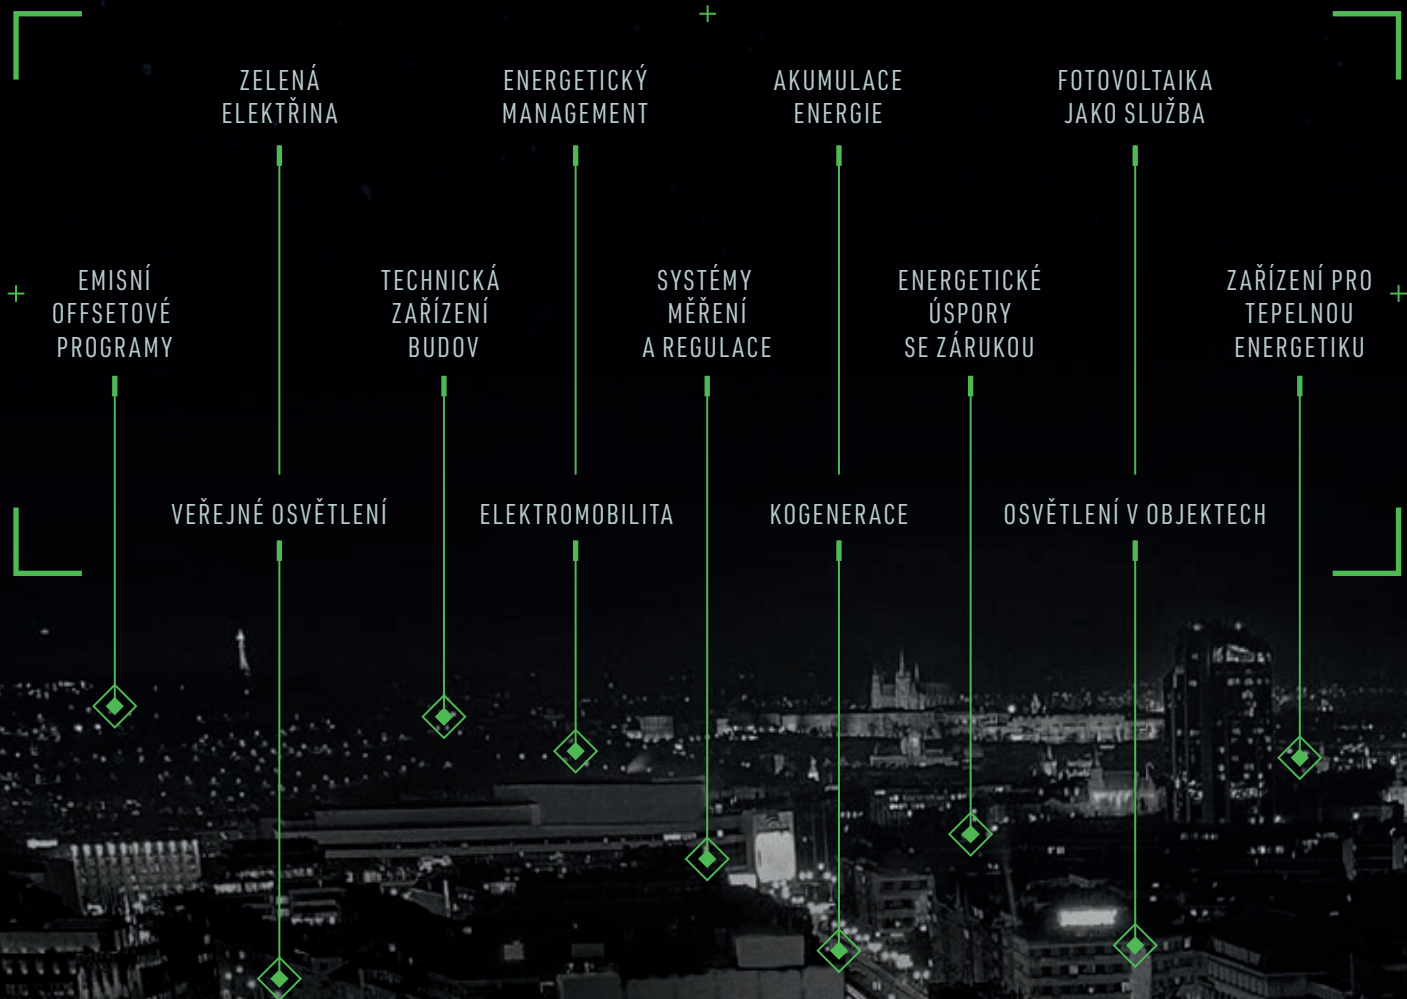 ZELENÁ
ELEKTŘINA
ENERGETICKÝ
MANAGEMENT
AKUMULACE
ENERGIE
FOTOVOLTAIKA
JAKO SLUŽBA
EMISNÍ
OFFSETOVÉ
PROGRAMY
TECHNICKÁ
ZAŘÍZENÍ
BUDOV
SYSTÉMY
MĚŘENÍ
A REGULACE
ENERGETICKÉ
ÚSPORY
SE ZÁRUKOU
ZAŘÍZENÍ PRO
TEPELNOU
ENERGETIKU
VEŘEJNÉ OSVĚTLENÍ
ELEKTROMOBILITA
KOGENERACE
OSVĚTLENÍ V OBJEKTECH